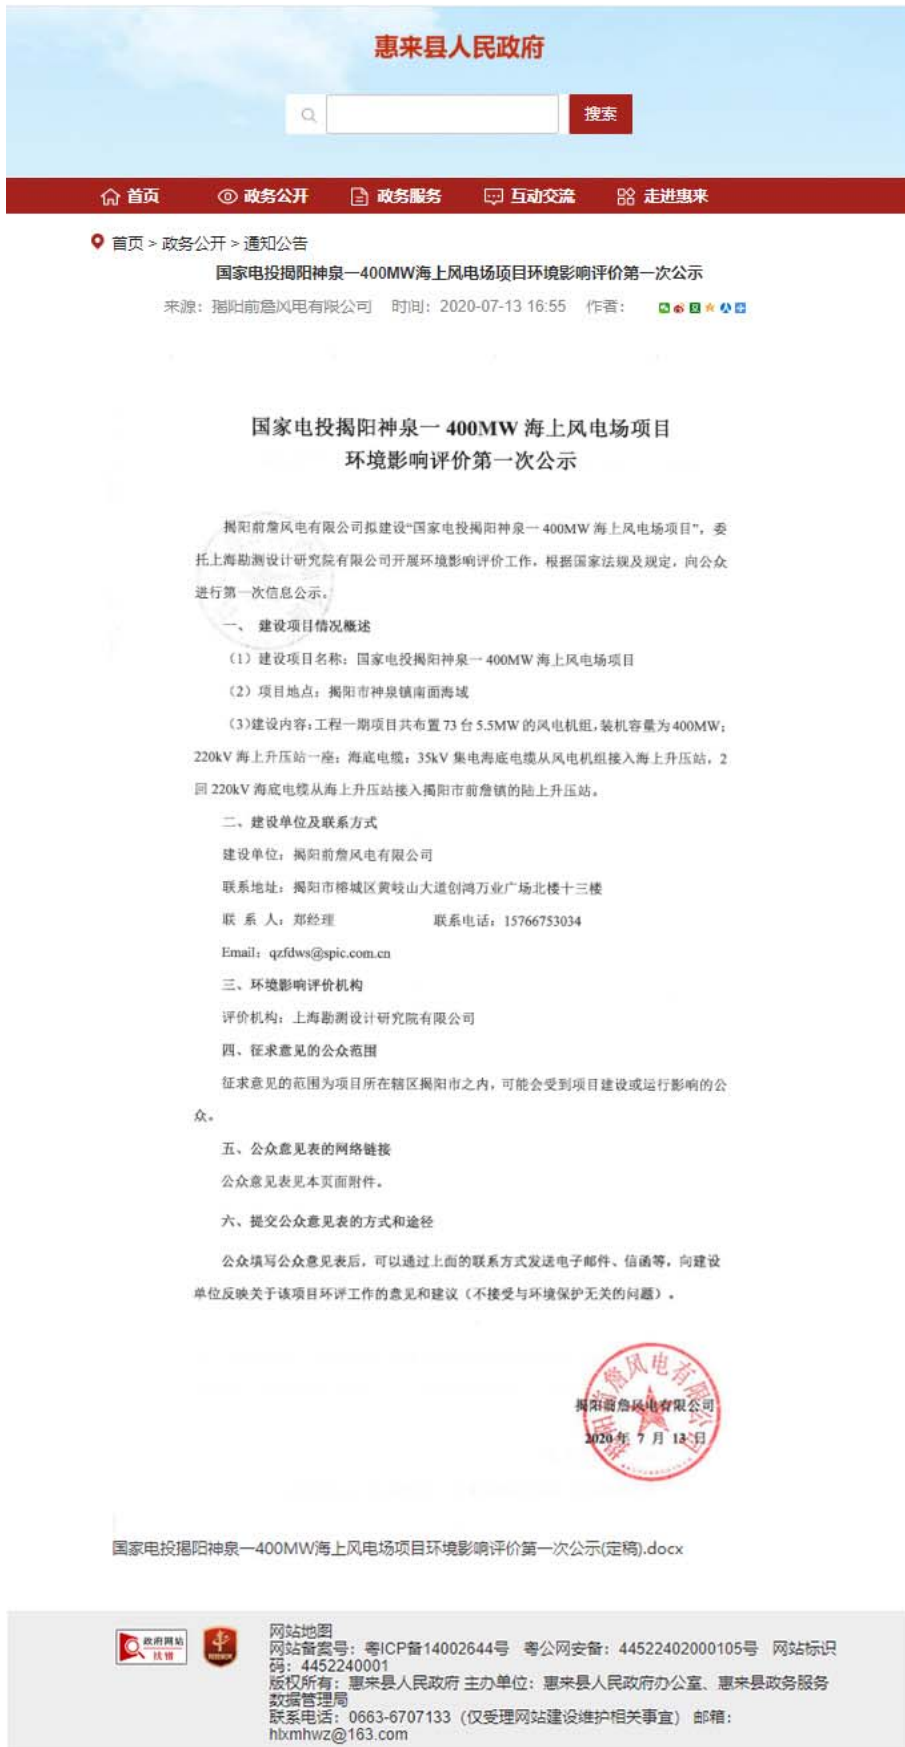 惠来县人民政府
搜索
首页 政务公开 政务服务 互动交流 走进惠来
首页 > 政务公开 > 通知公告
国家电投揭阳神泉一400MW海上风电场项目环境影响评价第一次公示
来源：揭阳前詹风电有限公司 时间：2020-07-13 16:55 作者：
国家电投揭阳神泉一 400MW 海上风电场项目
环境影响评价第一次公示
揭阳前詹风电有限公司拟建设“国家电投揭阳神泉一 400MW 海上风电场项目”，委
托上海勘测设计研究院有限公司开展环境影响评价工作，根据国家法规及规定，向公众
进行第一次信息公示。
一、 建设项目情况概述
（1）建设项目名称：国家电投揭阳神泉一 400MW 海上风电场项目
（2）项目地点：揭阳市神泉镇南面海域
（3）建设内容：工程一期项目共布置 73 台 5.5MW 的风电机组，装机容量为 400MW；
220kV 海上升压站一座；海底电缆：35kV 集电海底电缆从风电机组接入海上升压站，2
回 220kV 海底电缆从海上升压站接入揭阳市前詹镇的陆上升压站。
二、建设单位及联系方式
建设单位：揭阳前詹风电有限公司
联系地址：揭阳市榕城区黄岐山大道创鸿万业广场北楼十三楼
联 系 人：郑经理 联系电话：15766753034
Email：qzfdws@spic.com.cn
三、环境影响评价机构
评价机构：上海勘测设计研究院有限公司
四、征求意见的公众范围
征求意见的范围为项目所在辖区揭阳市之内，可能会受到项目建设或运行影响的公
众。
五、公众意见表的网络链接
公众意见表见本页面附件。
六、提交公众意见表的方式和途径
公众填写公众意见表后，可以通过上面的联系方式发送电子邮件、信函等，向建设
单位反映关于该项目环评工作的意见和建议（不接受与环境保护无关的问题）。
揭阳前詹风电有限公司
揭阳前詹风电有限公司
2020 年 7 月 13 日
国家电投揭阳神泉一400MW海上风电场项目环境影响评价第一次公示(定稿).docx
政府网站
找错
网站地图
网站备案号：粤ICP备14002644号 粤公网安备：44522402000105号 网站标识
码：4452240001
版权所有：惠来县人民政府 主办单位：惠来县人民政府办公室、惠来县政务服务
数据管理局
联系电话：0663-6707133（仅受理网站建设维护相关事宜） 邮箱：
hlxmhwz@163.com